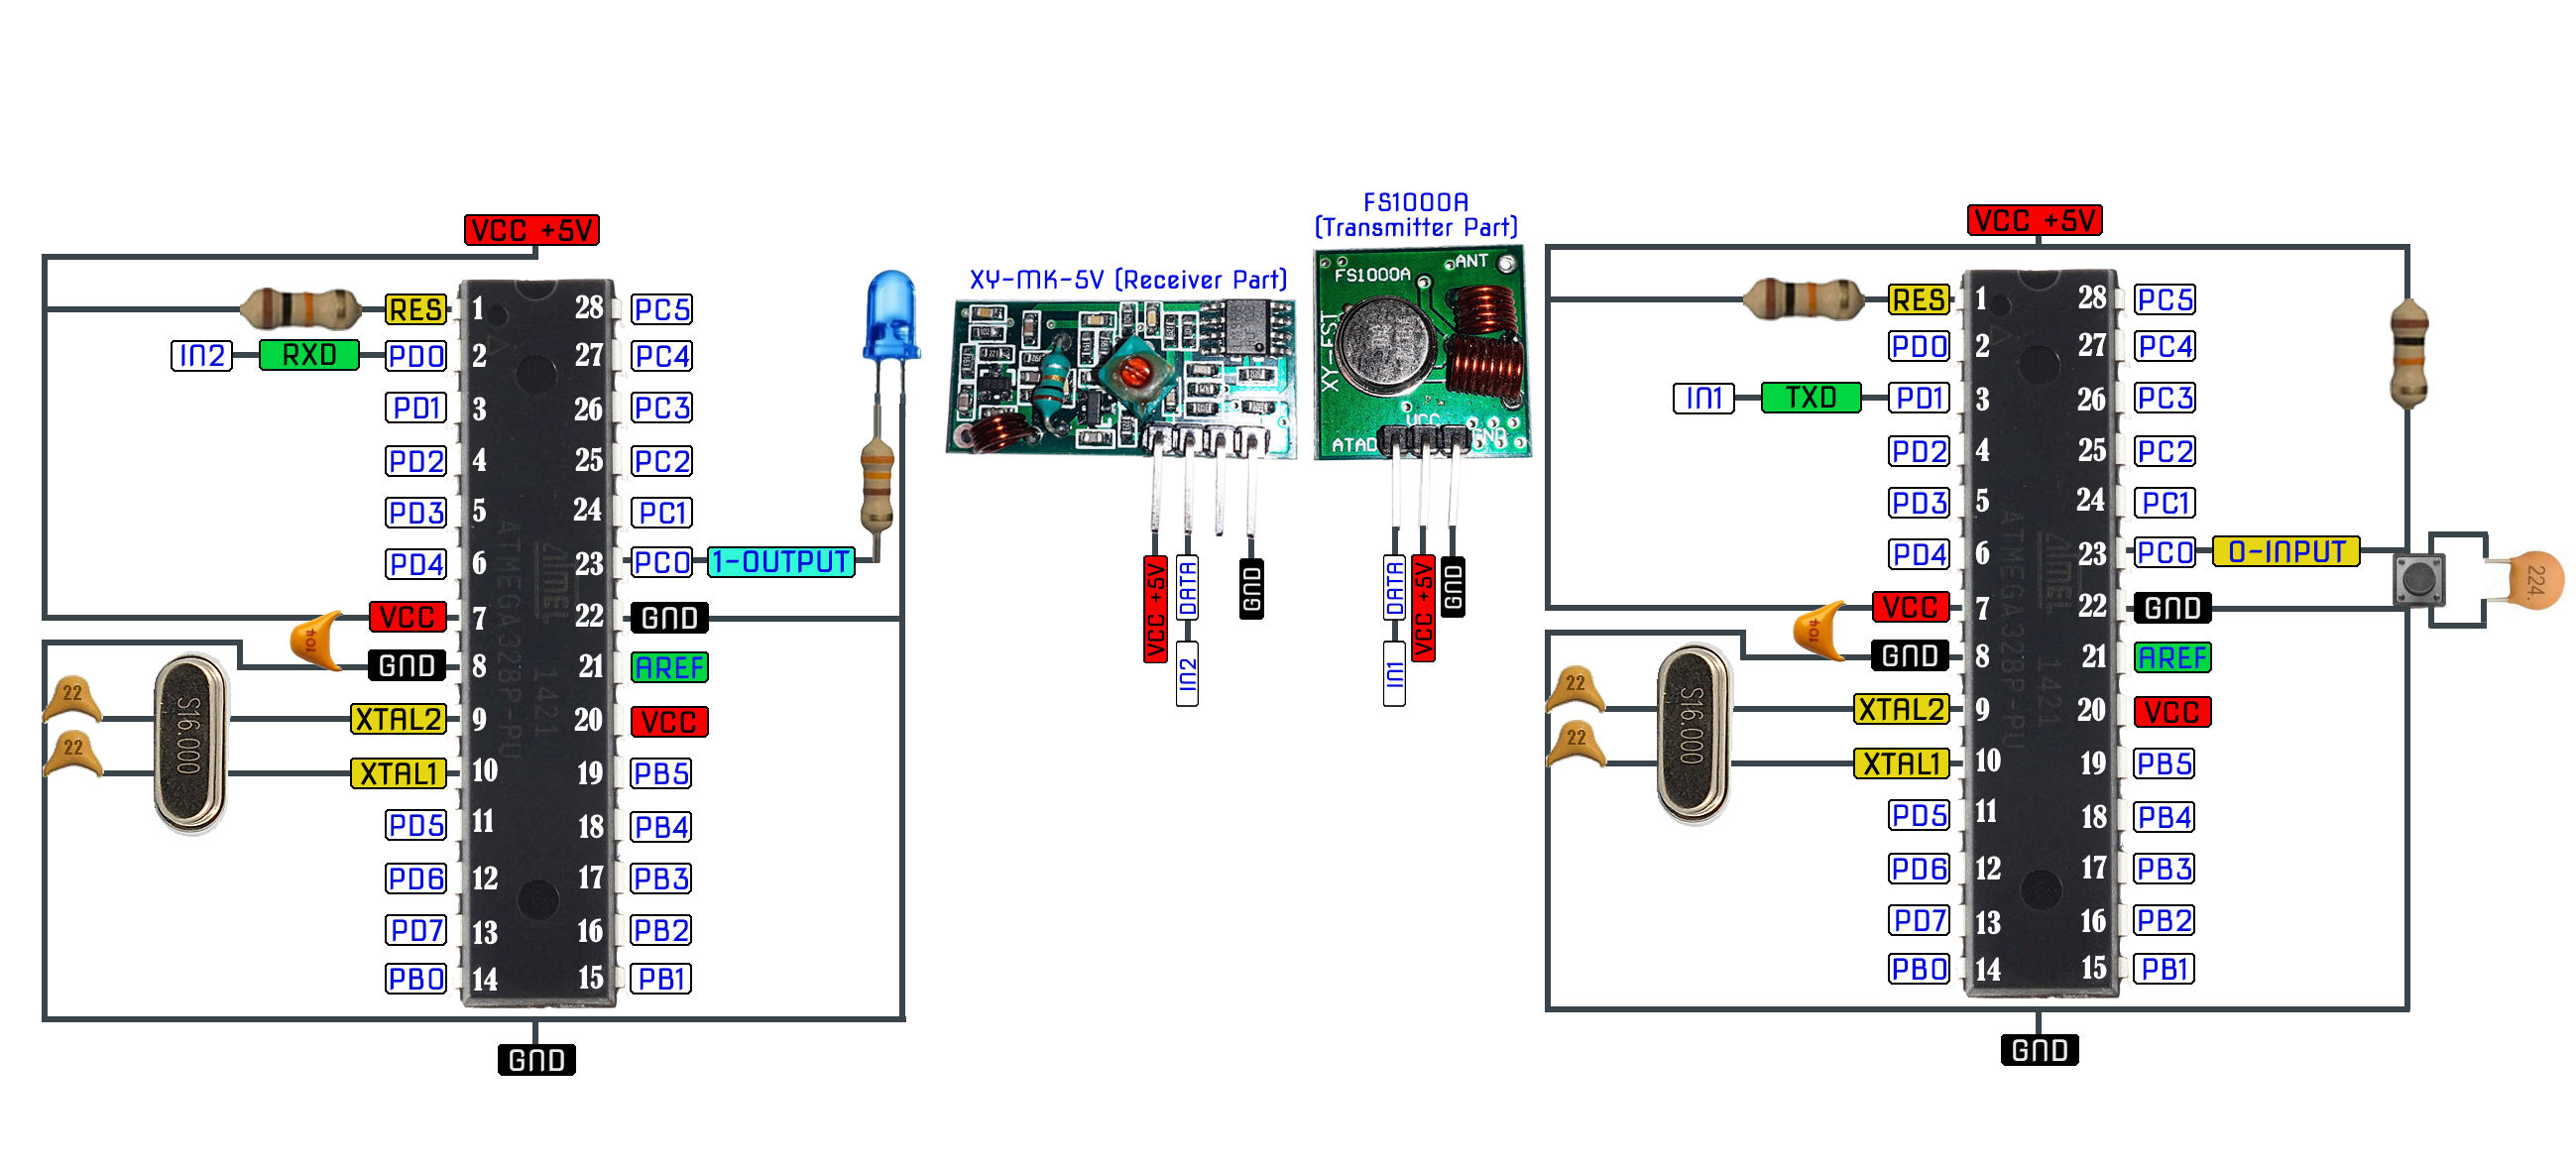 VCC +5V
RES
IN2
RXD
PD0
PD1
PD2
PD3
PD4
VCC
GND
XTAL2
XTAL1
PD5
PD6
PD7
PB0
1
2
3
4
5
6
7
8
9
10
11
12
13
14
28
27
26
25
24
23
22
21
20
19
18
17
16
15
ATMEGA328P-PU
ATMEL
1421
PC5
PC4
PC3
PC2
PC1
PC0
1-OUTPUT
GND
AREF
VCC
PB5
PB4
PB3
PB2
PB1
104
22
22
S16.000
GND
XY-MK-5V (Receiver Part)
VCC +5V
DATA
IN2
GND
FS1000A
(Transmitter Part)
FS1000A
ANT
XY-FST
VCC
ATAD
GND
DATA
IN1
VCC +5V
GND
VCC +5V
RES
PD0
IN1
TXD
PD1
PD2
PD3
PD4
VCC
GND
XTAL2
XTAL1
PD5
PD6
PD7
PB0
1
2
3
4
5
6
7
8
9
10
11
12
13
14
28
27
26
25
24
23
22
21
20
19
18
17
16
15
ATMEGA328P-PU
ATMEL
1421
PC5
PC4
PC3
PC2
PC1
PC0
0-INPUT
GND
AREF
VCC
PB5
PB4
PB3
PB2
PB1
104
22
22
S16.000
224.
GND